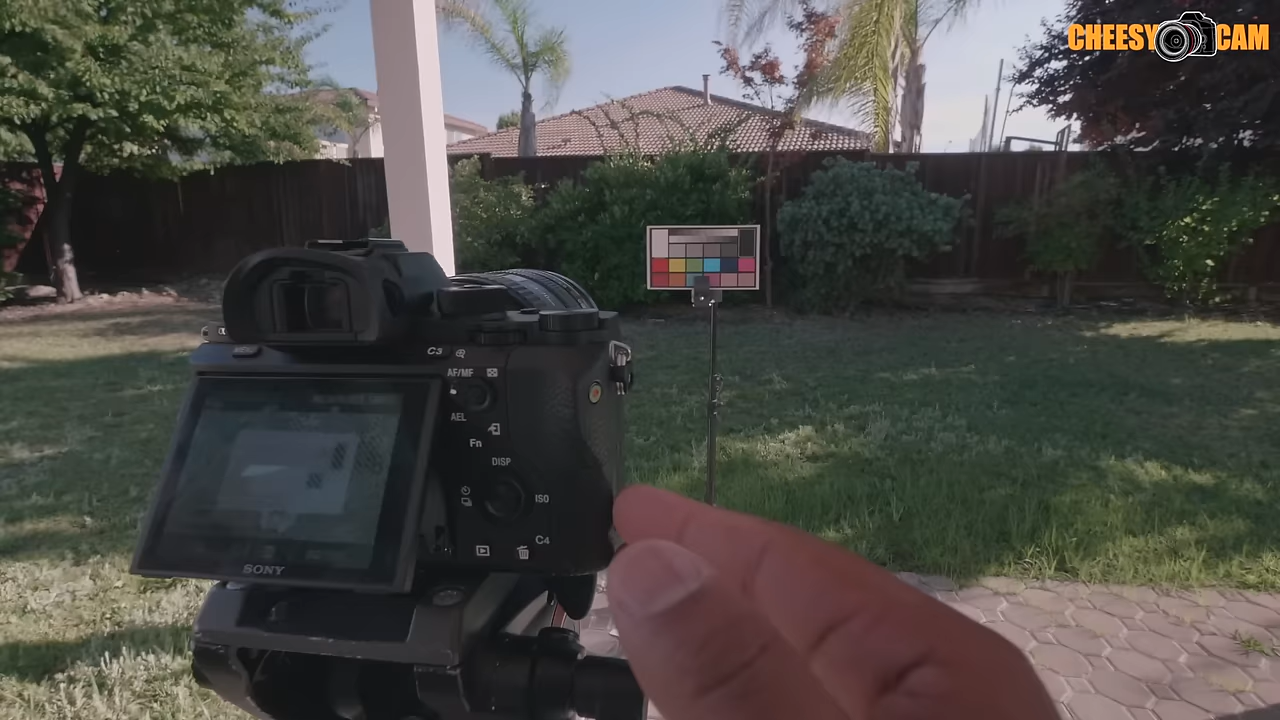 CHEESYCAM
C3
AF/MF
AEL
Fn
DISP
ISO
C4
SONY